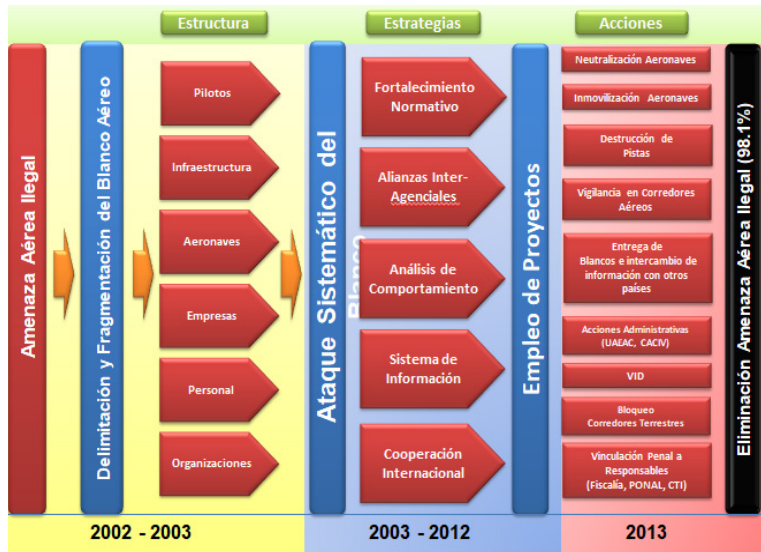 Estructura
Estrategias
Acciones
Amenaza Aérea Ilegal
Delimitación y Fragmentación del Blanco Aéreo
Pilotos
Infraestructura
Aeronaves
Empresas
Personal
Organizaciones
Ataque Sistemático del
Blanco
Fortalecimiento
Normativo
Alianzas Inter-
Agenciales
Análisis de
Comportamiento
Sistema de
Información
Cooperación
Internacional
Empleo de Proyectos
Neutralización Aeronaves
Inmovilización Aeronaves
Destrucción de
Pistas
Vigilancia en Corredores
Aéreos
Entrega de
Blancos e intercambio de
información con otros
países
Acciones Administrativas
(UAEAC, CACIV)
VID
Bloqueo
Corredores Terrestres
Vinculación Penal a
Responsables
(Fiscalía, PONAL, CTI)
Eliminación Amenaza Aérea Ilegal (98.1%)
2002 - 2003
2003 - 2012
2013